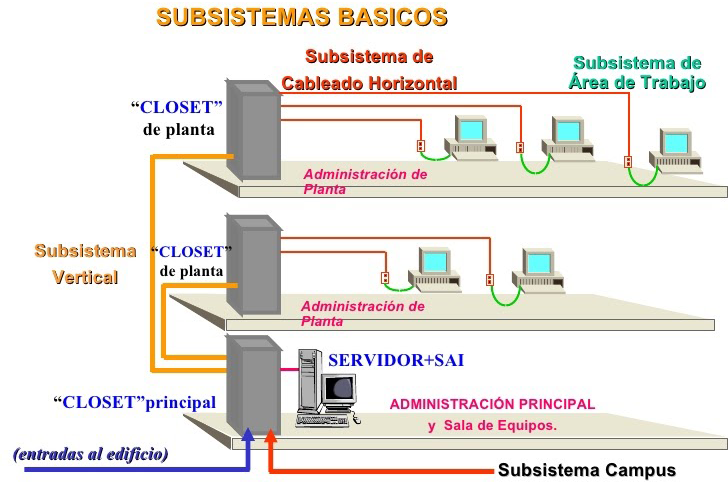 SUBSISTEMAS BASICOS
Subsistema de
Cableado Horizontal
Subsistema de
Área de Trabajo
“CLOSET”
de planta
Administración de
Planta
Subsistema
Vertical
“CLOSET”
de planta
Administración de
Planta
SERVIDOR+SAI
“CLOSET”principal
ADMINISTRACIÓN PRINCIPAL
y Sala de Equipos.
(entradas al edificio)
Subsistema Campus